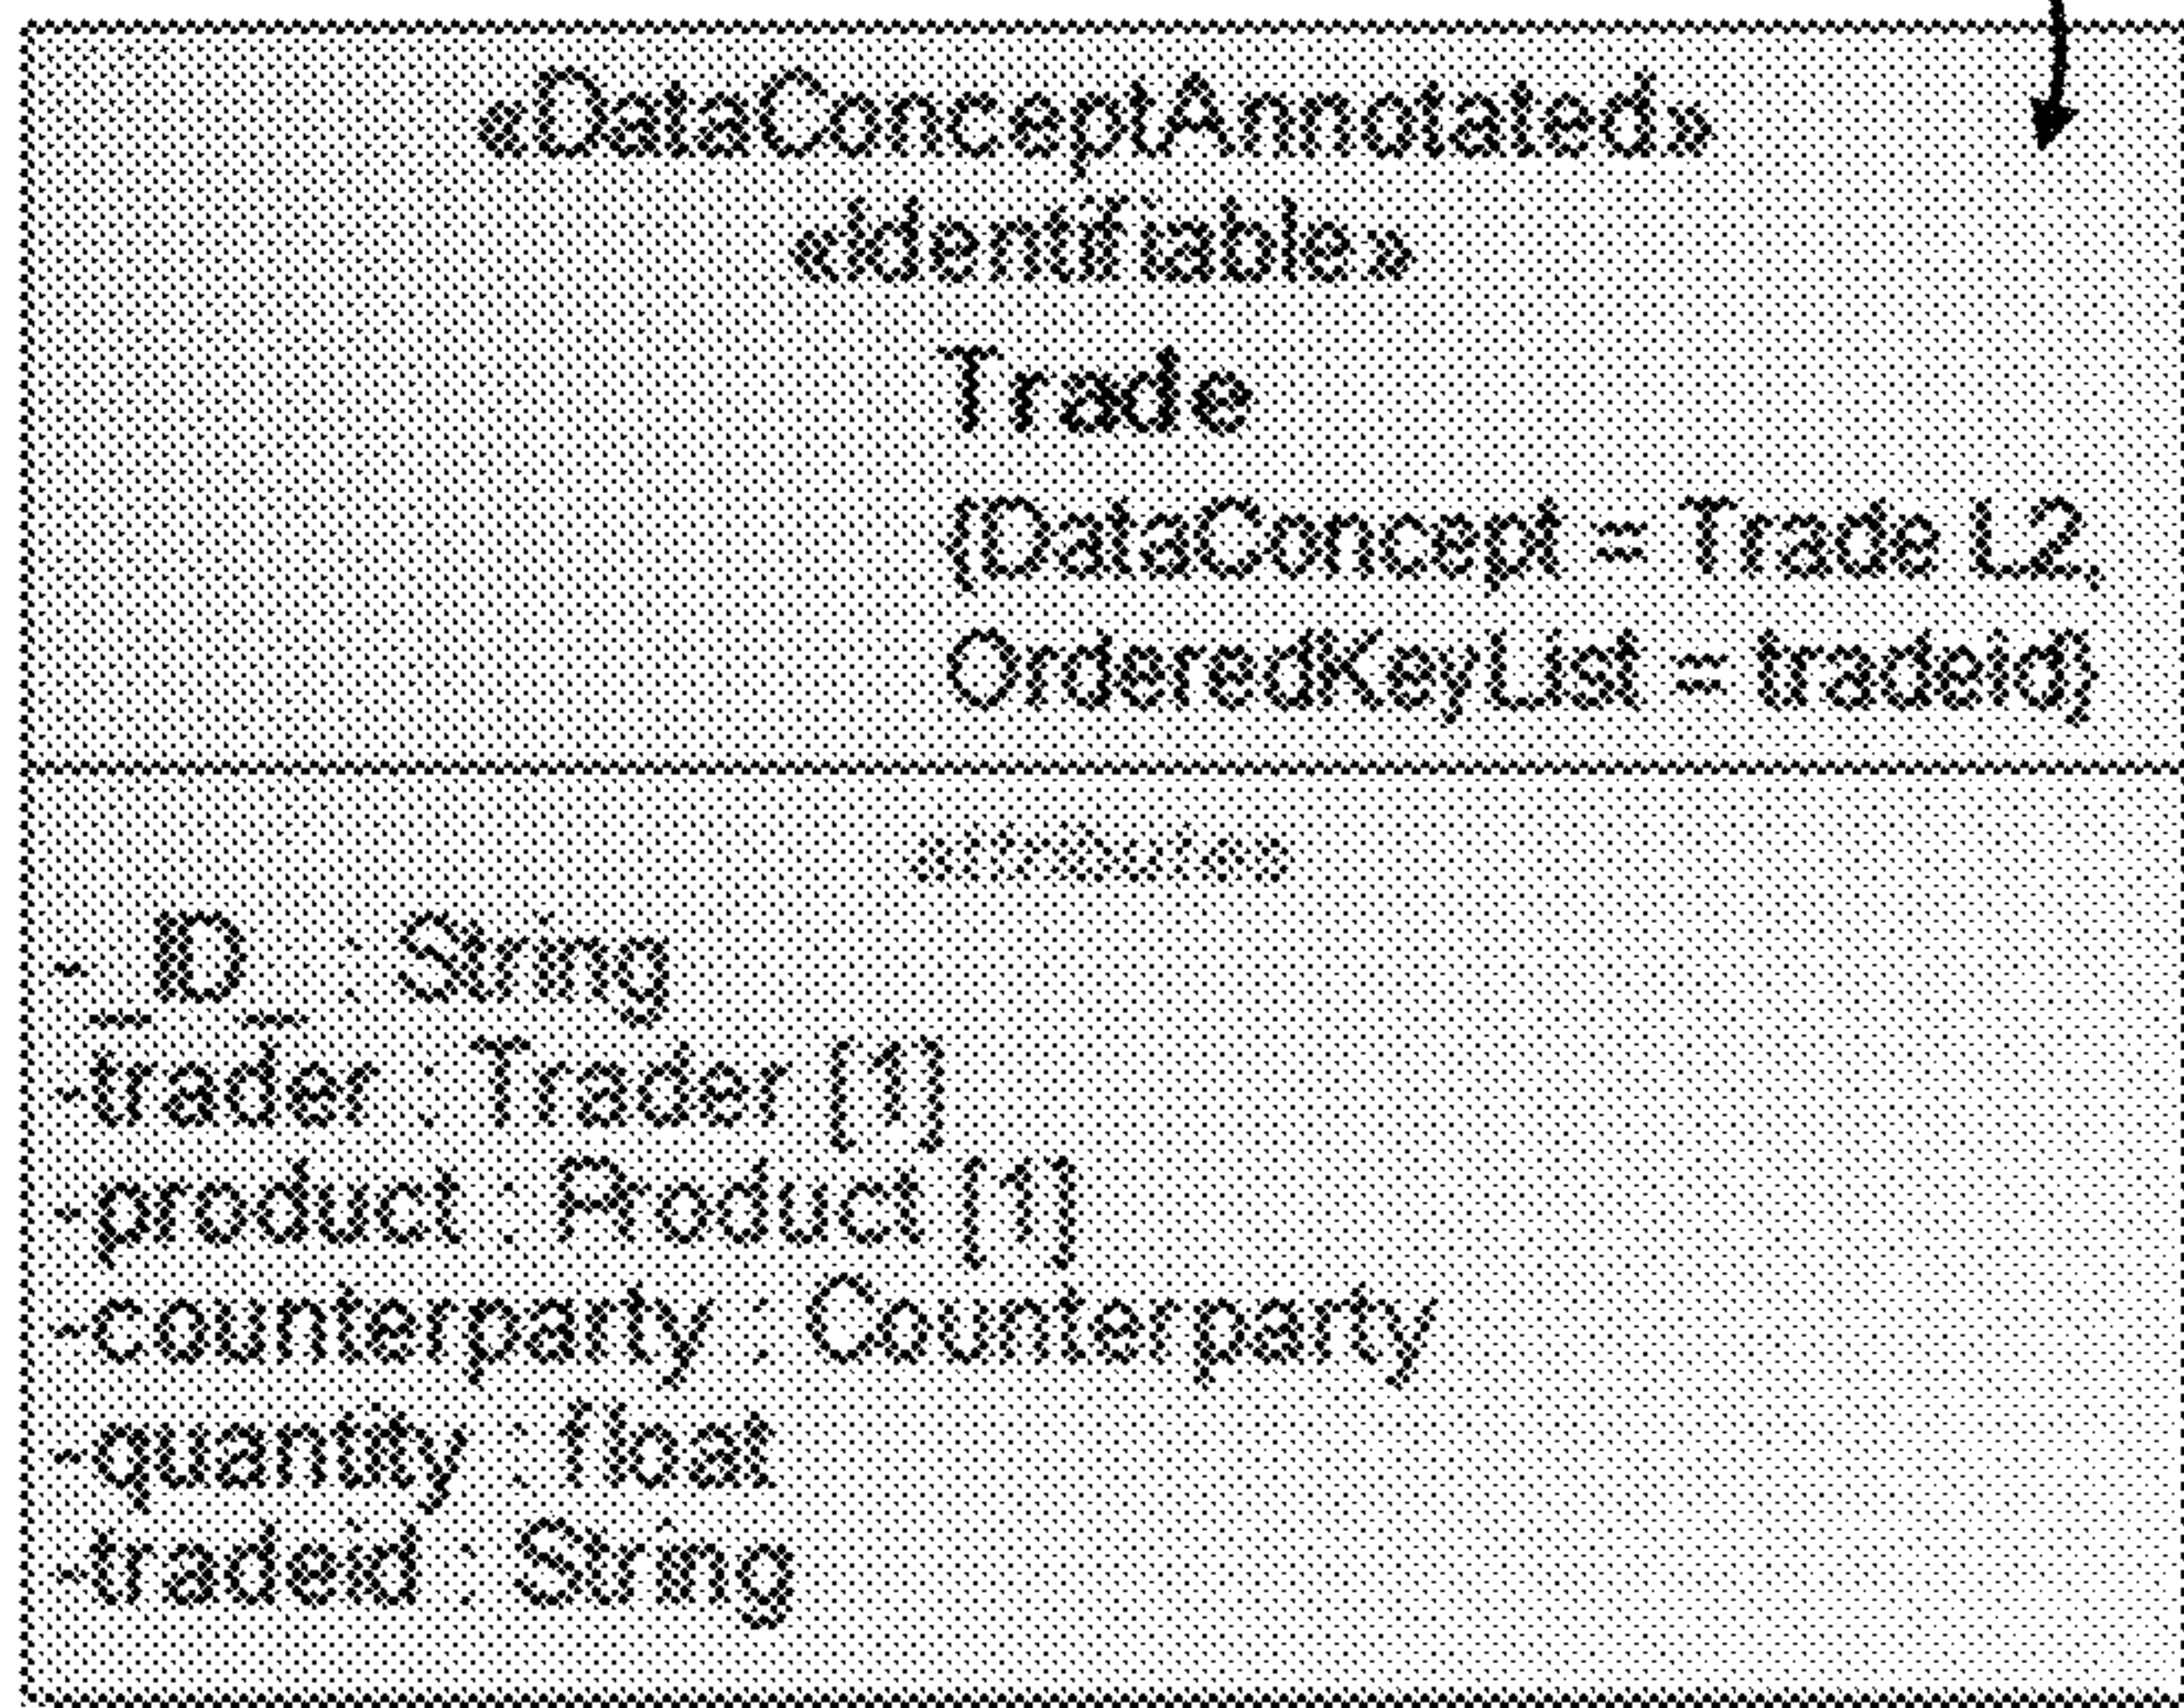 «DataConceptAnnotated»
«Identifiable»
Trade
{DataConcept = Trade L2,
OrderedKeyList = tradeid}
attributes
-_ID_ : String
-trader : Trader [1]
-product : Product [1]
-counterparty : Counterparty
-quantity : float
-tradeid : String